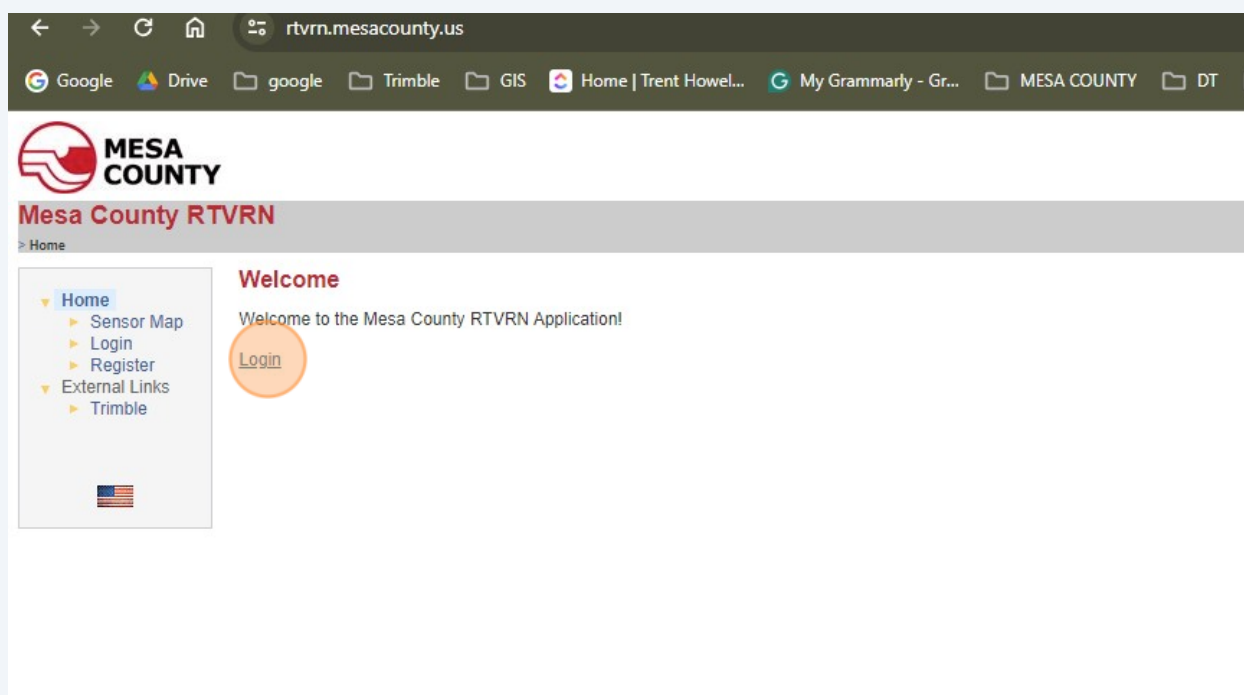 rtvrn.mesacounty.us
Google Drive google Trimble GIS Home | Trent Howel... My Grammarly - Gr... MESA COUNTY DT
MESA
COUNTY
Mesa County RTVRN
> Home
Home
Sensor Map
Login
Register
External Links
Trimble
Welcome
Welcome to the Mesa County RTVRN Application!
Login